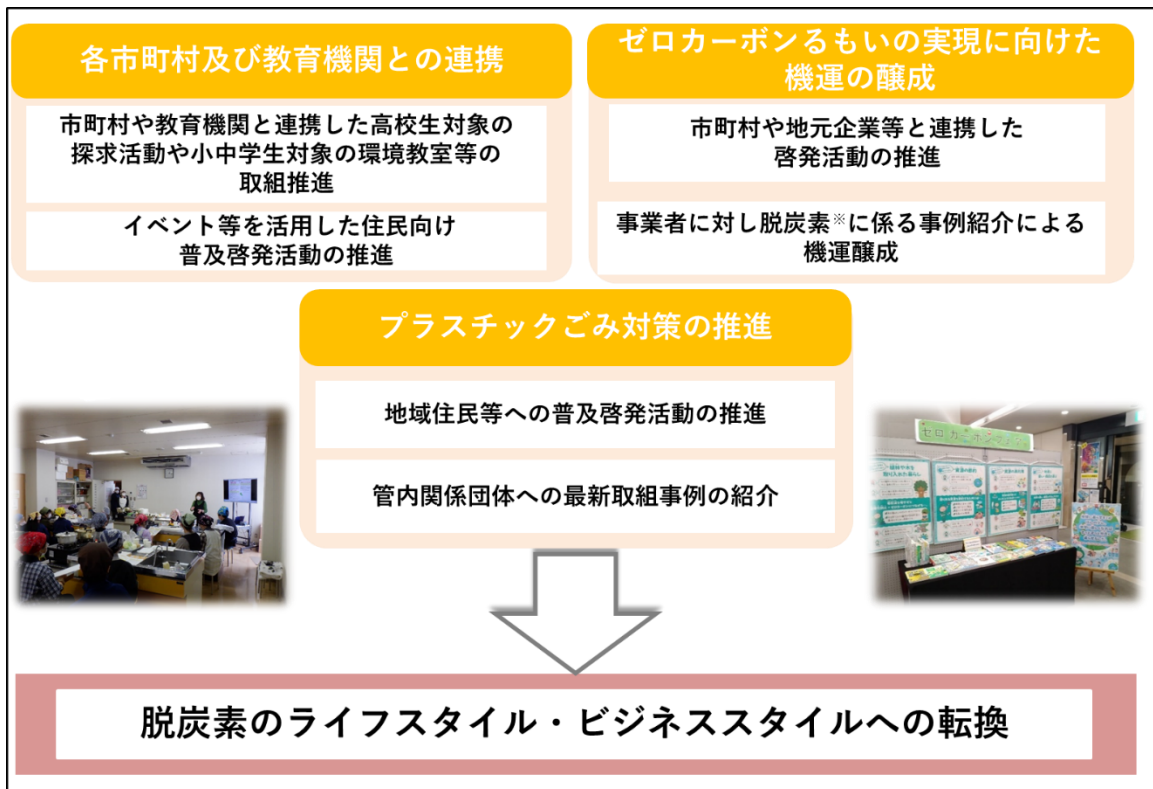 各市町村及び教育機関との連携
市町村や教育機関と連携した高校生対象の
探求活動や小中学生対象の環境教室等の
取組推進
イベント等を活用した住民向け
普及啓発活動の推進
ゼロカーボンるもいの実現に向けた
機運の醸成
市町村や地元企業等と連携した
啓発活動の推進
事業者に対し脱炭素※に係る事例紹介による
機運醸成
プラスチックごみ対策の推進
地域住民等への普及啓発活動の推進
管内関係団体への最新取組事例の紹介
脱炭素のライフスタイル・ビジネススタイルへの転換